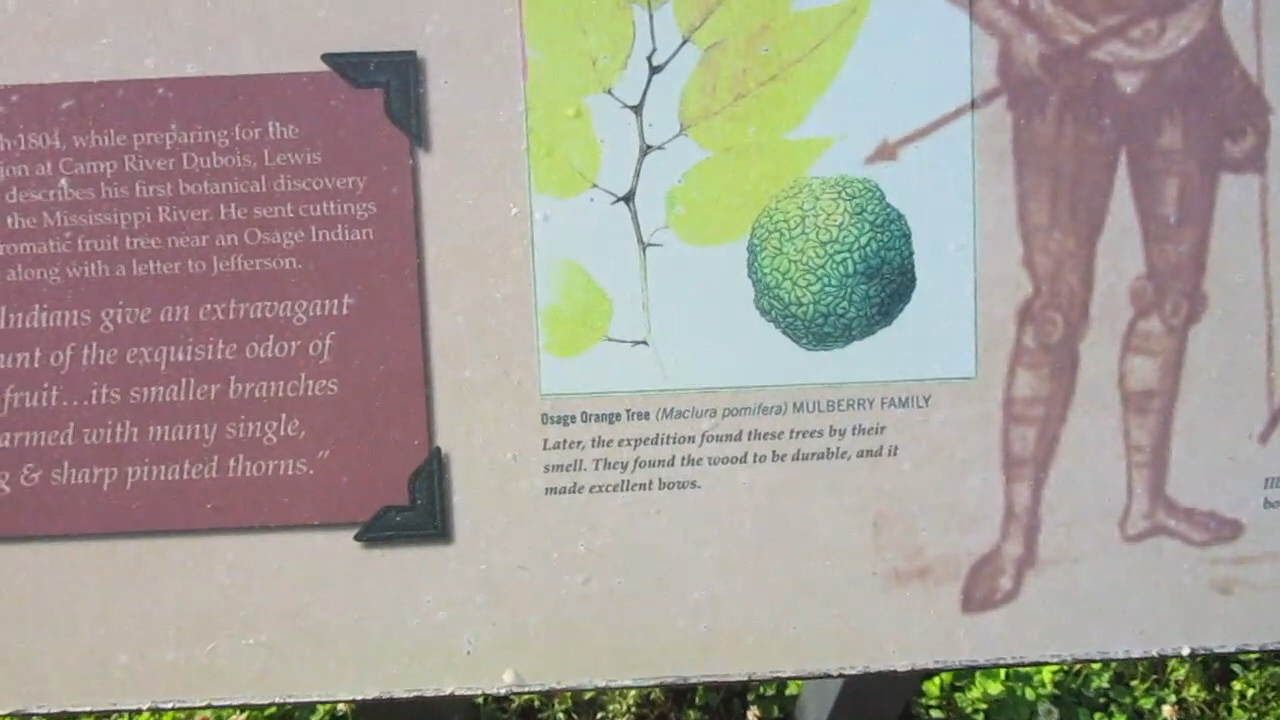 1804, while preparing for the
at Camp River Dubois, Lewis
describes his first botanical discovery
the Mississippi River. He sent cuttings
fruit tree near an Osage Indian
along with a letter to Jefferson.
Indians give an extravagant
of the exquisite odor of
fruit...its smaller branches
armed with many single,
& sharp pinated thorns."
Osage Orange Tree (Maclura pomifera) MULBERRY FAMILY
Later, the expedition found these trees by their
smell. They found the wood to be durable, and it
made excellent bows.